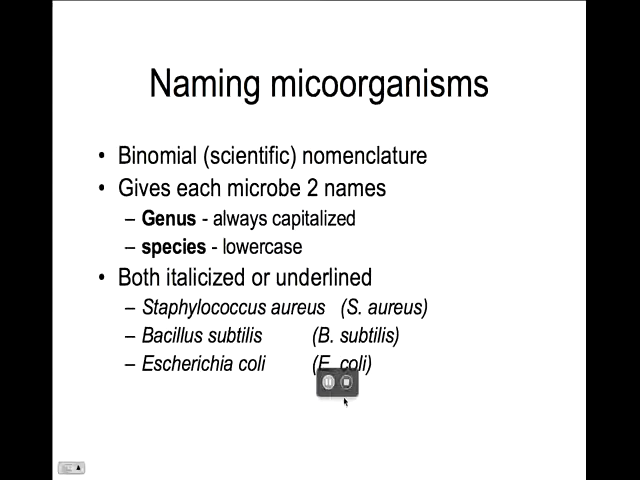 Naming micoorganisms
• Binomial (scientific) nomenclature
• Gives each microbe 2 names
– Genus - always capitalized
– species - lowercase
• Both italicized or underlined
– Staphylococcus aureus (S. aureus)
– Bacillus subtilis (B. subtilis)
– Escherichia coli (E. coli)